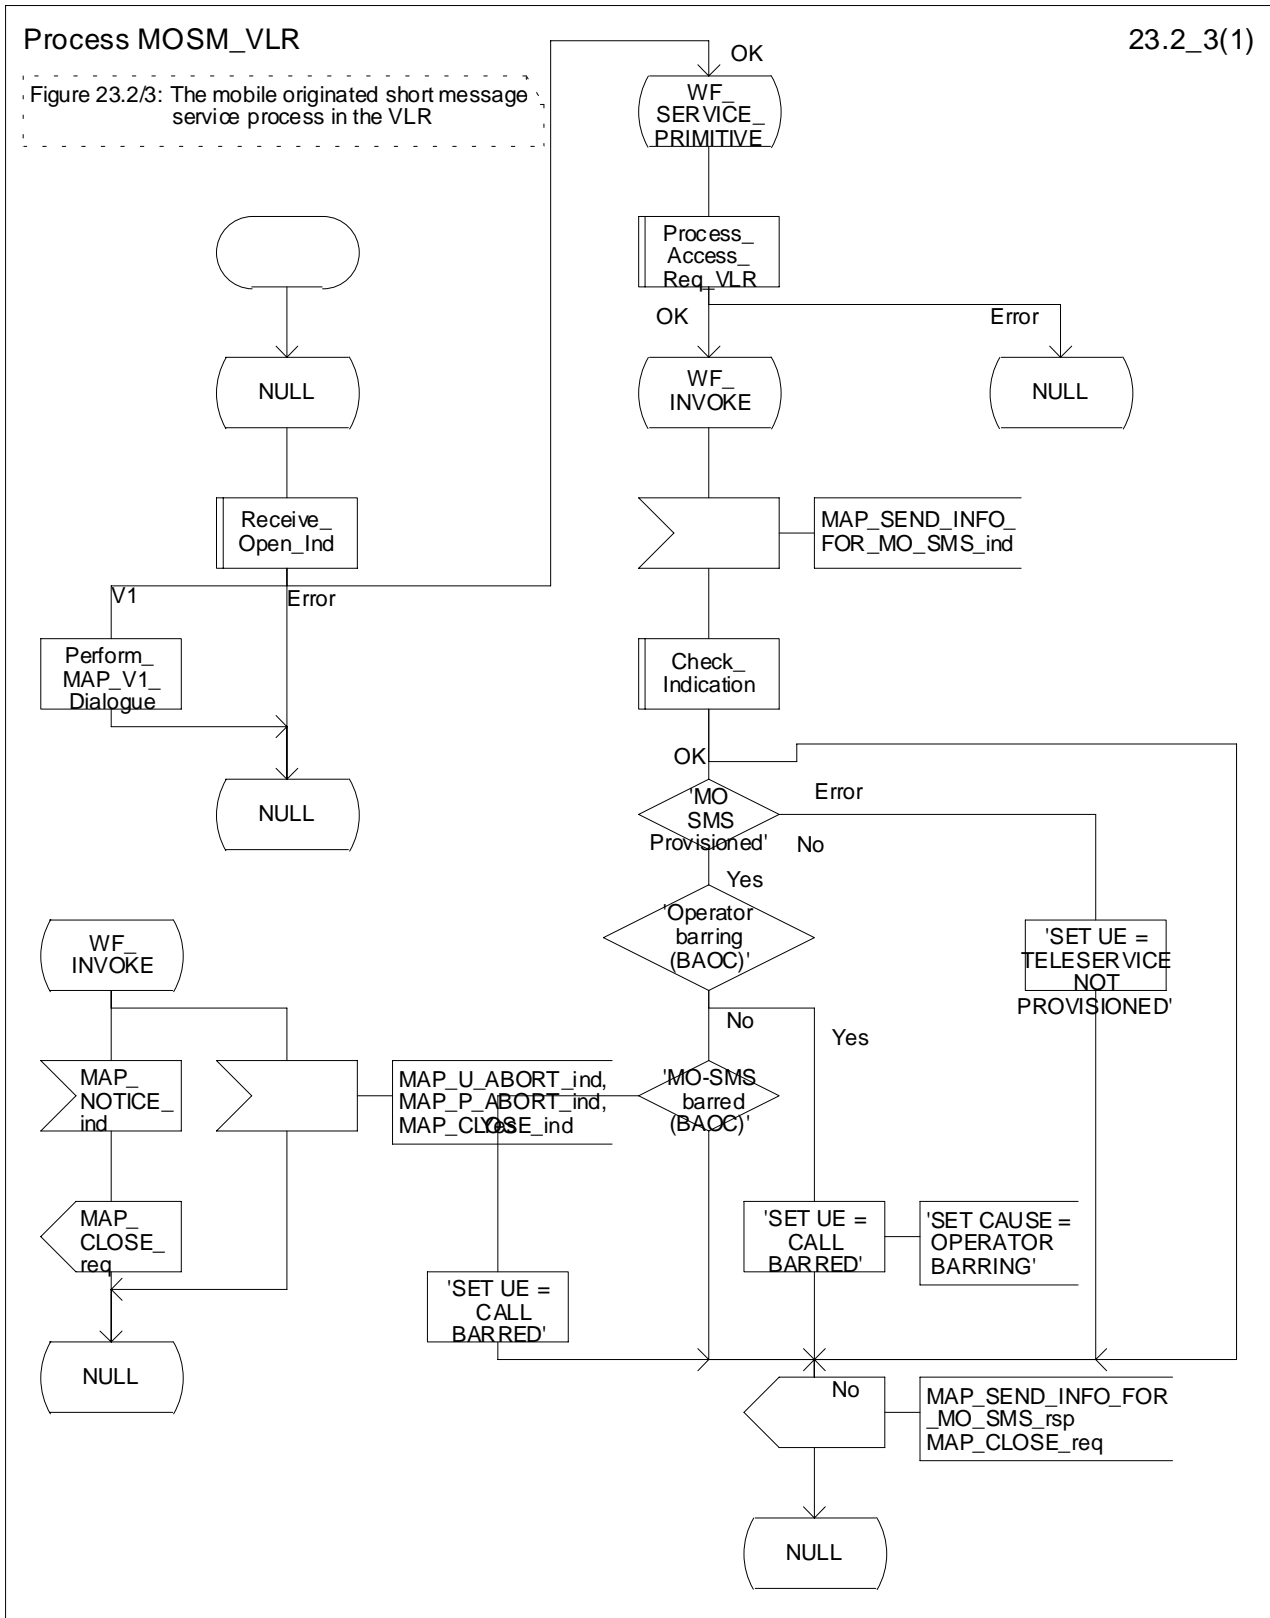 Process MOSM_VLR
23.2_3(1)
Figure 23.2/3: The mobile originated short message
service process in the VLR
OK
WF_
SERVICE_
PRIMITIVE
Process_
Access_
Req_VLR
OK
Error
NULL
WF_
INVOKE
NULL
Receive_
Open_Ind
MAP_SEND_INFO_
FOR_MO_SMS_ind
V1
Error
Perform_
MAP_V1_
Dialogue
Check_
Indication
OK
NULL
'MO
SMS
Provisioned'
Error
No
Yes
'Operator
barring
(BAOC)'
WF_
INVOKE
'SET UE =
TELESERVICE
NOT
PROVISIONED'
No
Yes
MAP_
NOTICE_
ind
MAP_U_ABORT_ind,
MAP_P_ABORT_ind,
MAP_CLOSE_ind
Yes
'MO-SMS
barred
(BAOC)'
MAP_
CLOSE_
req
'SET UE =
CALL
BARRED'
'SET CAUSE =
OPERATOR
BARRING'
'SET UE =
CALL
BARRED'
NULL
No
MAP_SEND_INFO_FOR
_MO_SMS_rsp
MAP_CLOSE_req
NULL